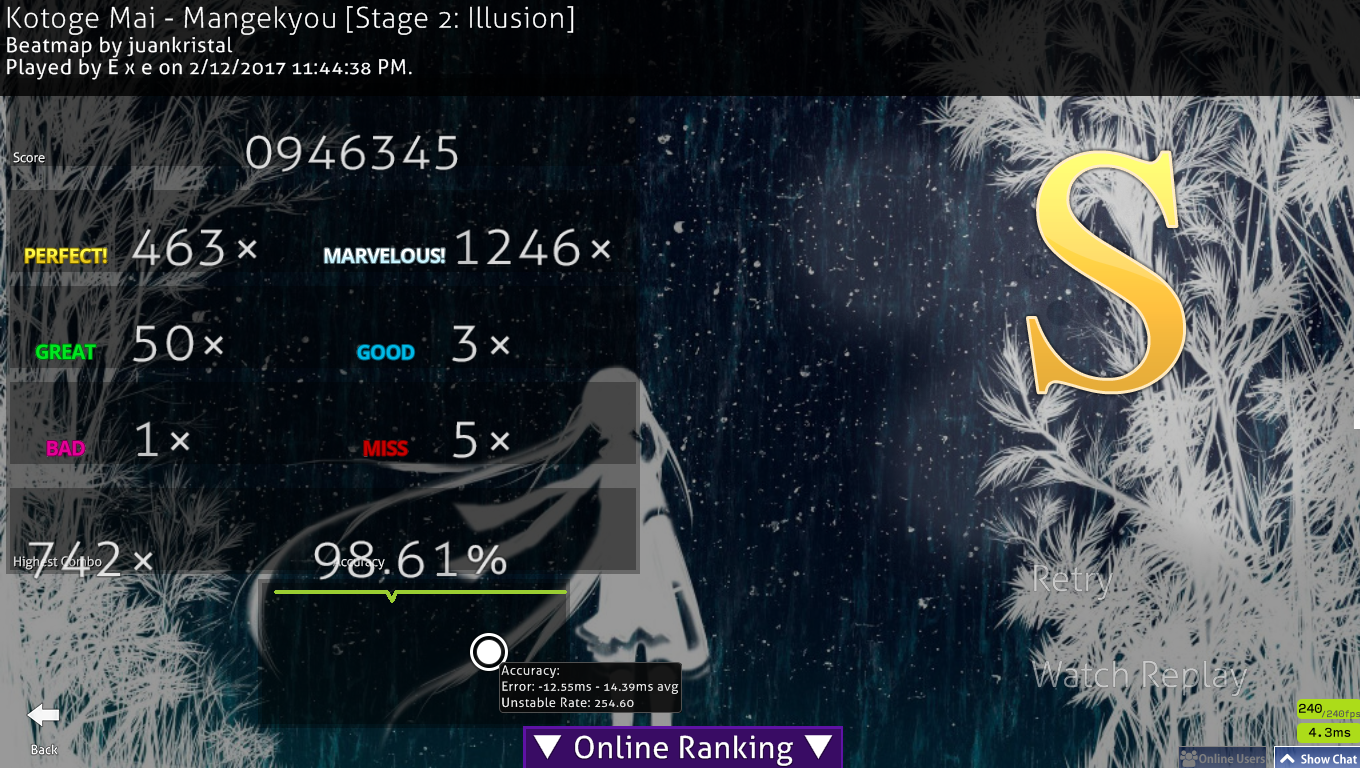 Kotoge Mai - Mangekyou [Stage 2: Illusion]
Beatmap by juankristal
Played by E x e on 2/12/2017 11:44:38 PM.
Score 0946345
PERFECT! 463× MARVELOUS! 1246×
GREAT 50× GOOD 3×
BAD 1× MISS 5×
Highest Combo 742× Accuracy 98.61%
S
Retry
Accuracy:
Error: -12.55ms - 14.39ms avg
Unstable Rate: 254.60
Watch Replay
240/240fps
4.3ms
Back
▼ Online Ranking ▼
Online Users
Show Chat